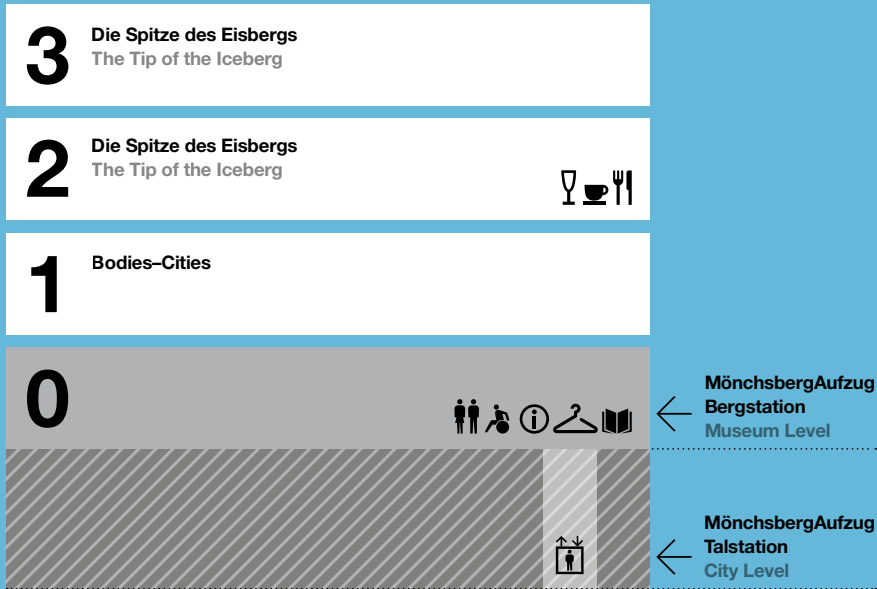 3
Die Spitze des Eisbergs
The Tip of the Iceberg
2
Die Spitze des Eisbergs
The Tip of the Iceberg
1
Bodies–Cities
0
MönchsbergAufzug
Bergstation
Museum Level
MönchsbergAufzug
Talstation
City Level